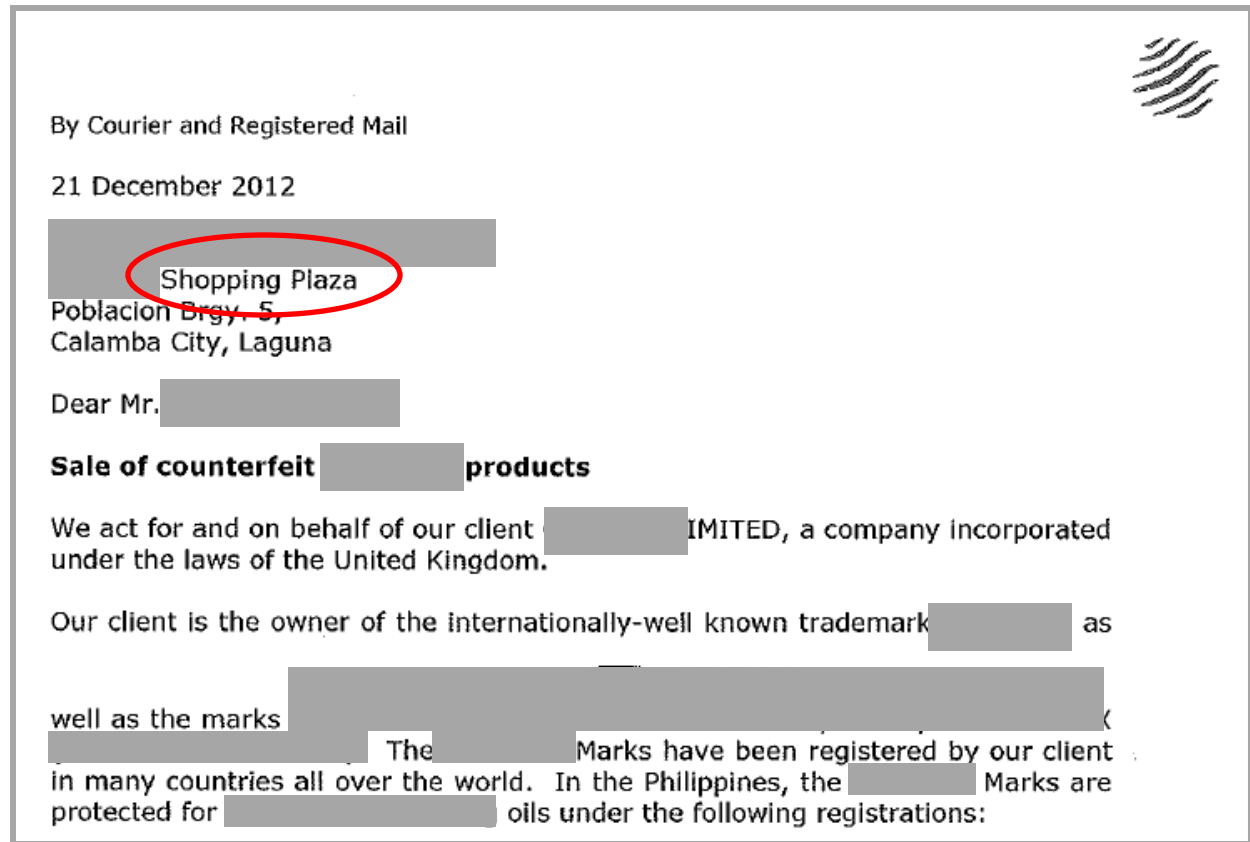 By Courier and Registered Mail
21 December 2012
Shopping Plaza
Poblacion Brgy. 5,
Calamba City, Laguna
Dear Mr.
Sale of counterfeit products
We act for and on behalf of our client IMITED, a company incorporated
under the laws of the United Kingdom.
Our client is the owner of the internationally-well known trademark as
well as the marks
The Marks have been registered by our client
in many countries all over the world. In the Philippines, the Marks are
protected for oils under the following registrations: